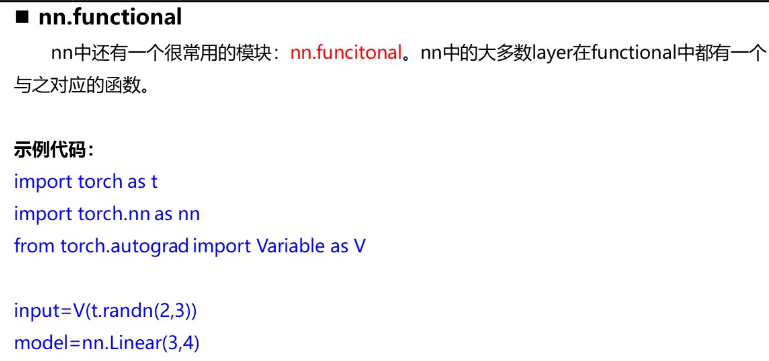 ■ nn.functional
nn中还有一个很常用的模块：nn.funcitonal。nn中的大多数layer在functional中都有一个
与之对应的函数。
示例代码：
import torch as t
import torch.nn as nn
from torch.autograd import Variable as V
input=V(t.randn(2,3))
model=nn.Linear(3,4)